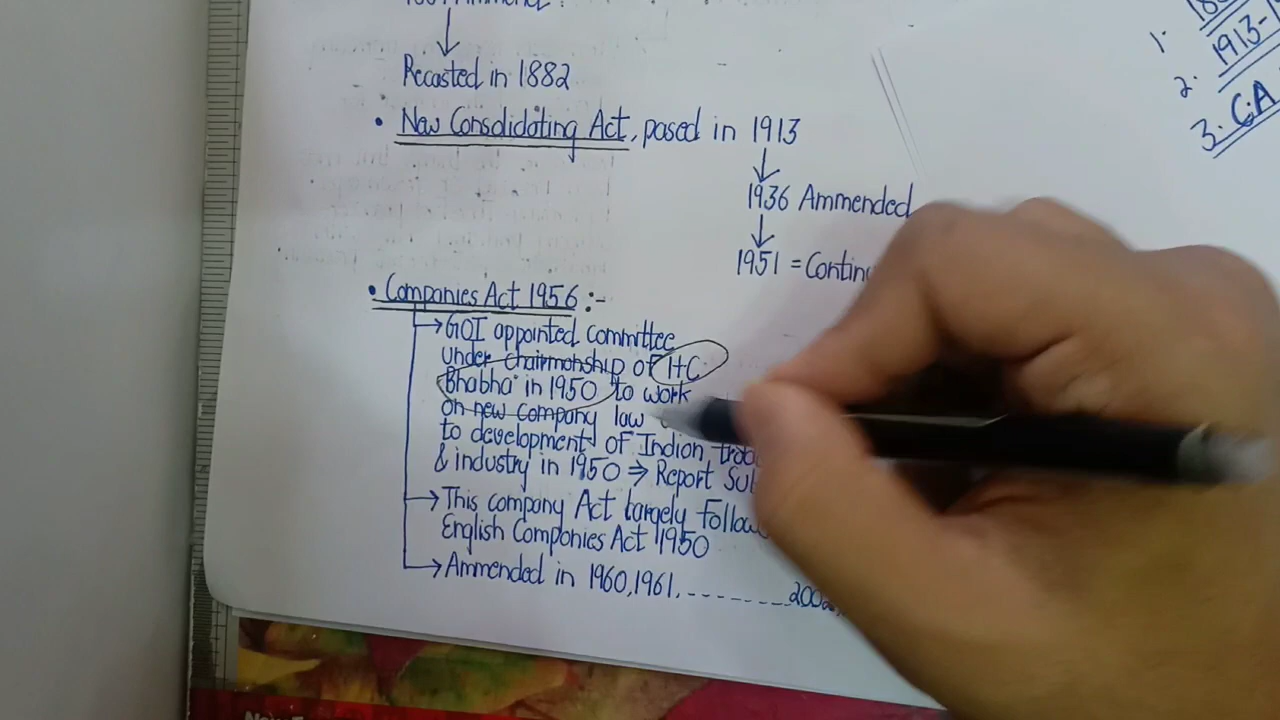 Recasted in 1882
• New Consolidating Act, passed in 1913
1936 Ammended
1951 = Contin
• Companies Act 1956 :-
→ GOI appointed committee
under chairmanship of H·C·
Bhabha in 1950 to work
on new company law
to development of Indian
& industry in 1950 ⇒ Report
→ This company Act largely follow
English Companies Act 1950
→ Ammended in 1960, 1961, - - - - - - - 2002
1.
2. 1913-
3. CA